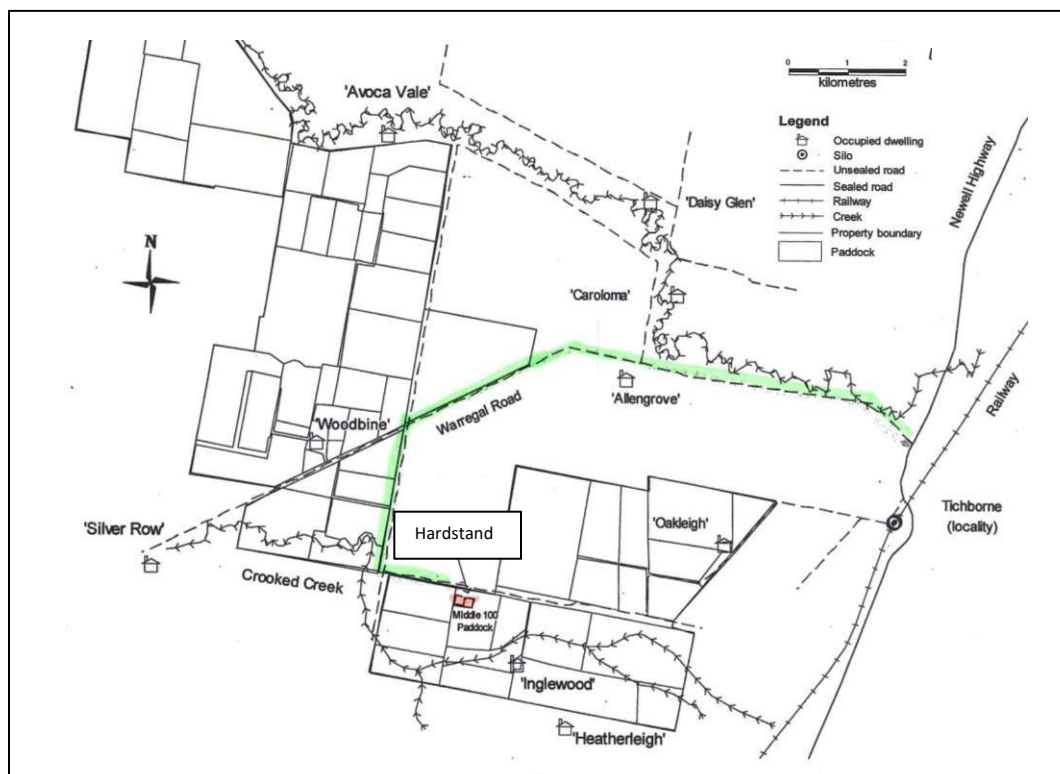 0 1 2
kilometres
'Avoca Vale'
Legend
Occupied dwelling
Silo
Unsealed road
Sealed road
Railway
Creek
Property boundary
Paddock
Newell Highway
'Daisy Glen'
N
'Caroloma'
Railway
'Allengrove'
Warregal Road
'Woodbine'
Hardstand
'Silver Row'
'Oakleigh'
Tichborne
(locality)
Crooked Creek
Middle 100
Paddock
'Inglewood'
'Heatherleigh'